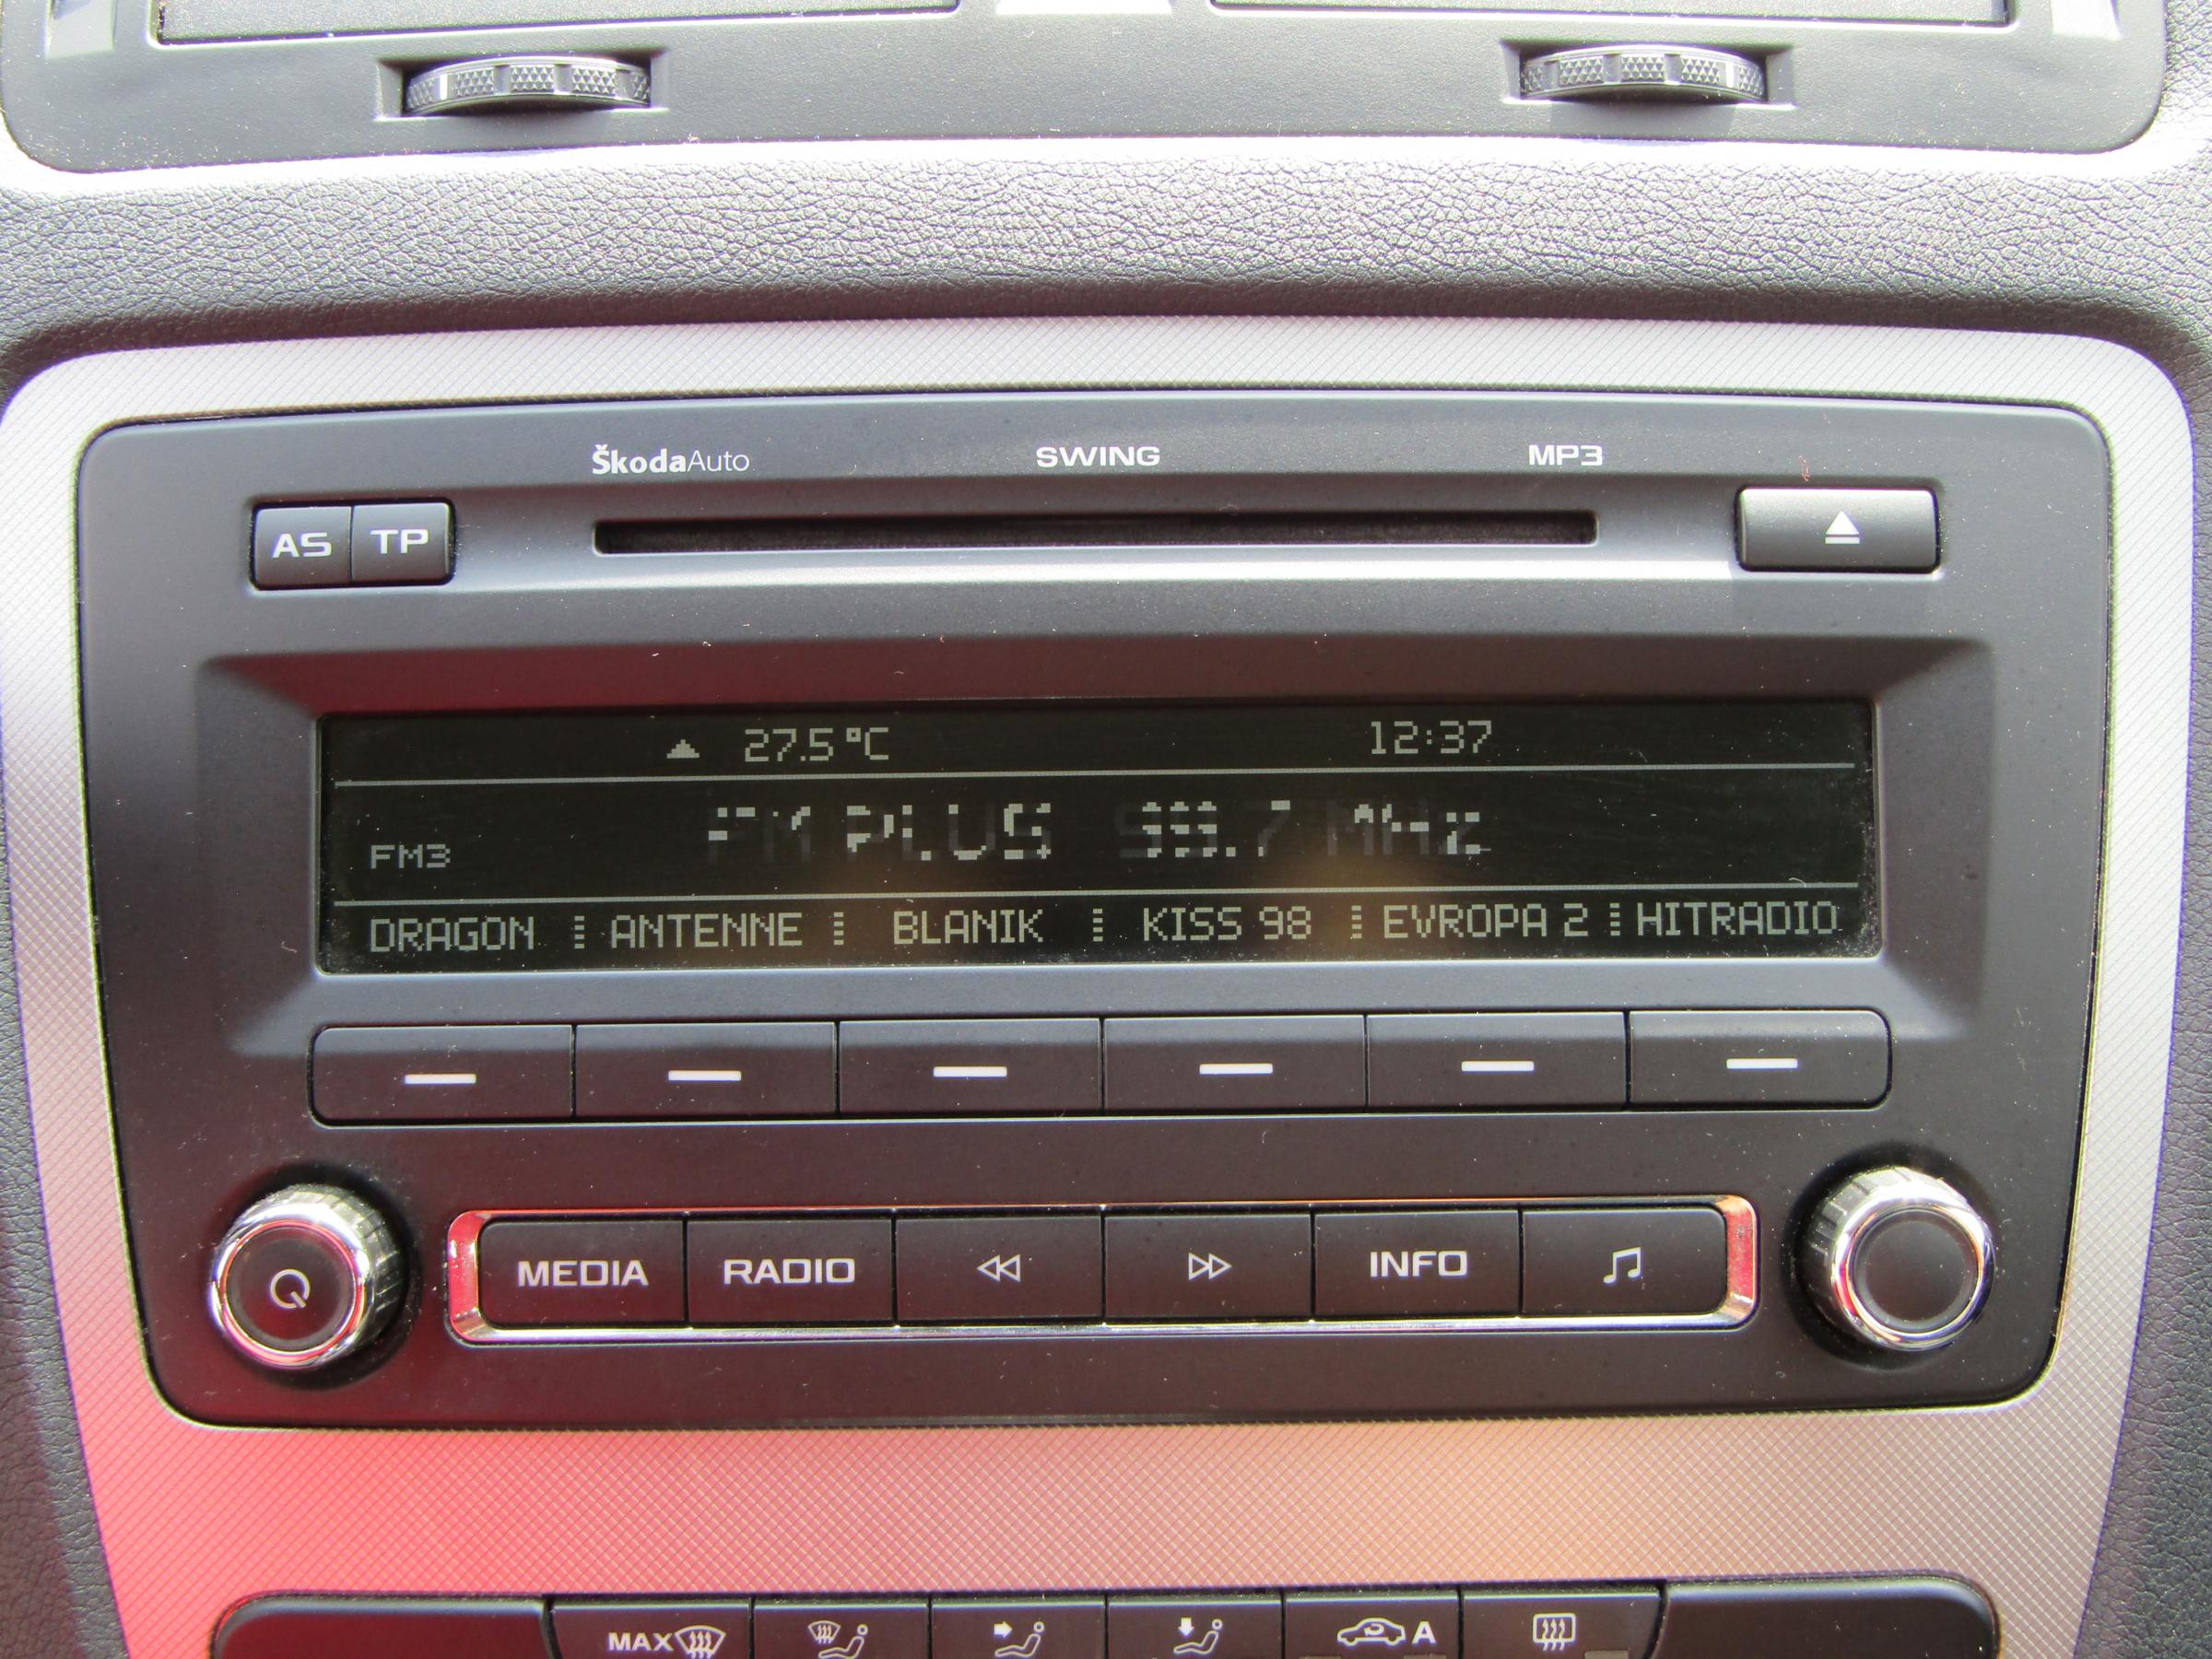 ŠkodaAuto SWING MP3
AS TP
27.5°C 12:37
FM PLUS 99.7 MHz
FM3
DRAGON ANTENNE BLANIK KISS 98 EVROPA 2 HITRADIO
MEDIA RADIO INFO
MAX A